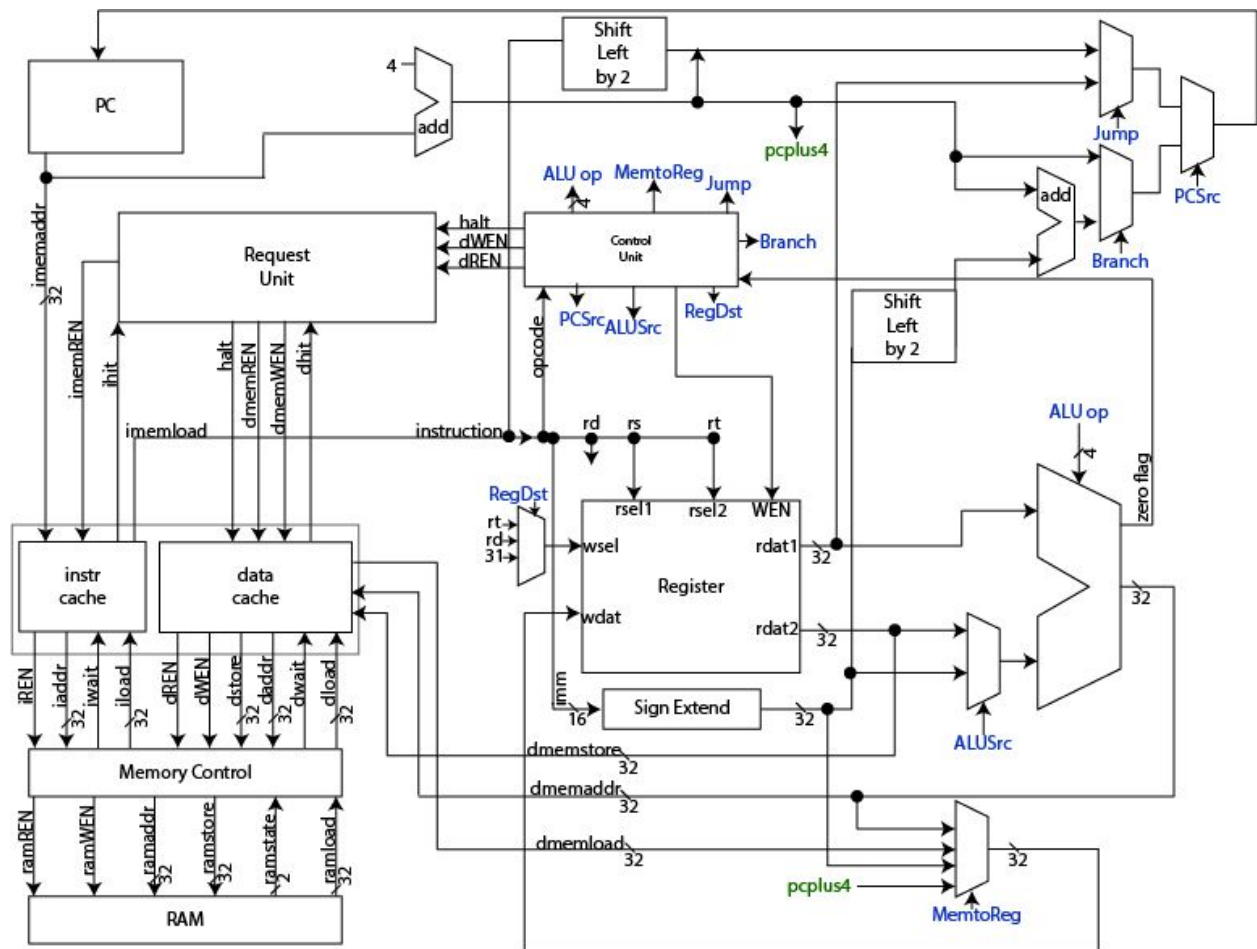 Shift
Left
by 2
4
PC
add
Jump
pcplus4
PCSrc
ALU op
MemtoReg
Jump
4
add
imemaddr
32
Request
Unit
halt
dWEN
dREN
Control
Unit
Branch
Branch
PCSrc
ALUSrc
RegDst
Shift
Left
by 2
imemREN
ihit
halt
dmemREN
dmemWEN
dhit
opcode
ALU op
4
imemload
instruction
rd
rs
rt
zero flag
RegDst
rt
rd
31
rsel1
rsel2
WEN
wsel
rdat1
32
instr
cache
data
cache
Register
32
wdat
rdat2
32
iREN
iaddr
32
iwait
iload
32
dREN
dWEN
dstore
32
daddr
32
dwait
dload
32
imm
16
Sign Extend
32
ALUSrc
dmemstore
32
Memory Control
dmemaddr
32
ramREN
ramWEN
ramaddr
32
ramstore
32
ramstate
2
ramload
32
dmemload
32
32
pcplus4
MemtoReg
RAM